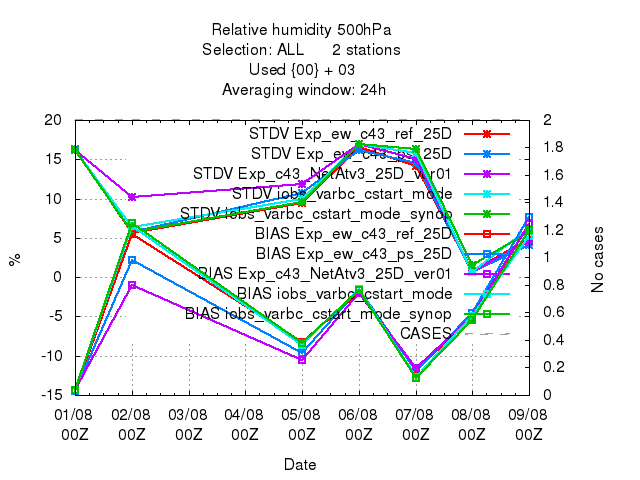 Relative humidity 500hPa
Selection: ALL 2 stations
Used {00} + 03
Averaging window: 24h
20
15
10
5
0
-5
-10
-15
%
2
1.8
1.6
1.4
1.2
1
0.8
0.6
0.4
0.2
0
No cases
STDV Exp_ew_c43_ref_25D
STDV Exp_ew_c43_ps_25D
STDV Exp_c43_NetAtv3_25D_ver01
STDV iobs_varbc_cstart_mode
STDV iobs_varbc_cstart_mode_synop
BIAS Exp_ew_c43_ref_25D
BIAS Exp_ew_c43_ps_25D
BIAS Exp_c43_NetAtv3_25D_ver01
BIAS iobs_varbc_cstart_mode
BIAS iobs_varbc_cstart_mode_synop
CASES
01/08 02/08 03/08 04/08 05/08 06/08 07/08 08/08 09/08
00Z 00Z 00Z 00Z 00Z 00Z 00Z 00Z 00Z
Date